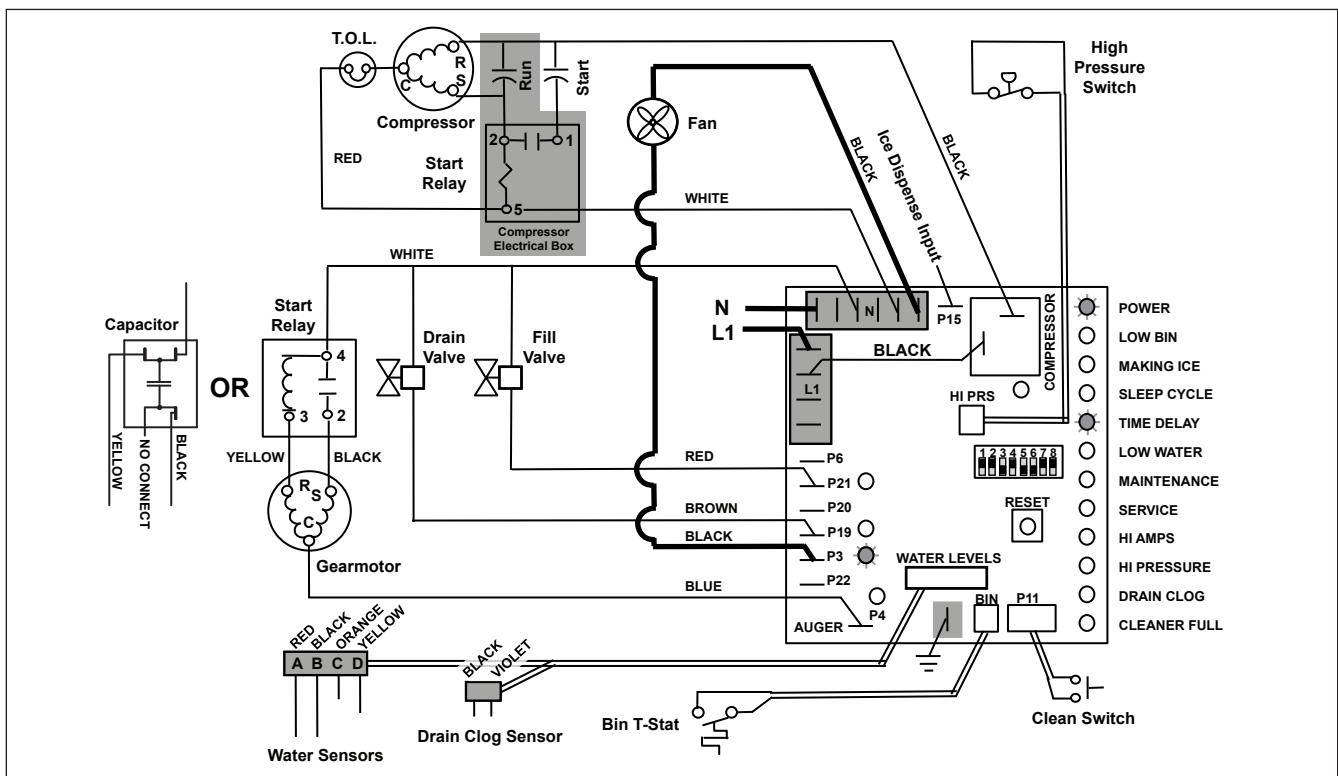 T.O.L.
R
S
C
Compressor
Run
Start
2
1
Start
Relay
5
Compressor
Electrical Box
RED
WHITE
Fan
BLACK
Ice Dispense Input
BLACK
High
Pressure
Switch
WHITE
Capacitor
YELLOW
NO CONNECT
BLACK
OR
Start
Relay
4
3
2
YELLOW
BLACK
R
S
C
Gearmotor
Drain
Valve
Fill
Valve
N
L1
N
P15
L1
BLACK
COMPRESSOR
HI PRS
1 2 3 4 5 6 7 8
RESET
RED
BROWN
BLACK
BLUE
P6
P21
P20
P19
P3
P22
P4
AUGER
WATER LEVELS
BIN
P11
POWER
LOW BIN
MAKING ICE
SLEEP CYCLE
TIME DELAY
LOW WATER
MAINTENANCE
SERVICE
HI AMPS
HI PRESSURE
DRAIN CLOG
CLEANER FULL
RED
BLACK
ORANGE
YELLOW
A B C D
Water Sensors
BLACK
VIOLET
Drain Clog Sensor
Bin T-Stat
Clean Switch